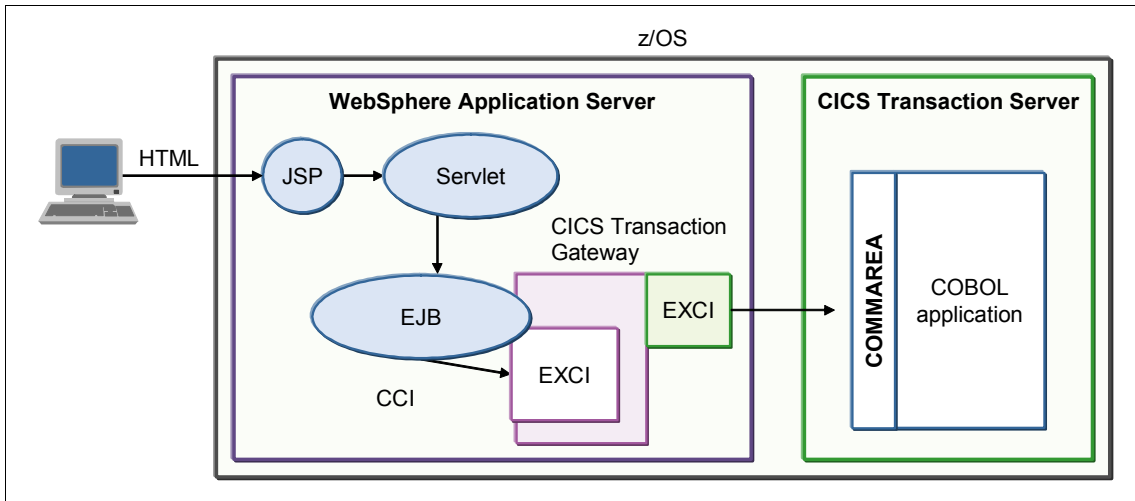 z/OS
WebSphere Application Server
CICS Transaction Server
HTML
JSP
Servlet
CICS Transaction
Gateway
EJB
EXCI
EXCI
CCI
COMMAREA
COBOL
application